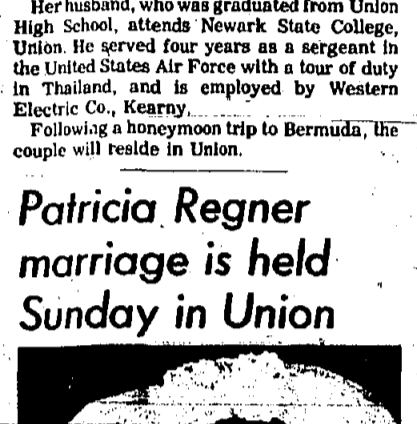 Her husband, who was graduated from Union
High School, attends Newark State College,
Union. He served four years as a sergeant in
the United States Air Force with a tour of duty
in Thailand, and is employed by Western
Electric Co., Kearny.
Following a honeymoon trip to Bermuda, the
couple will reside in Union.
Patricia Regner
marriage is held
Sunday in Union